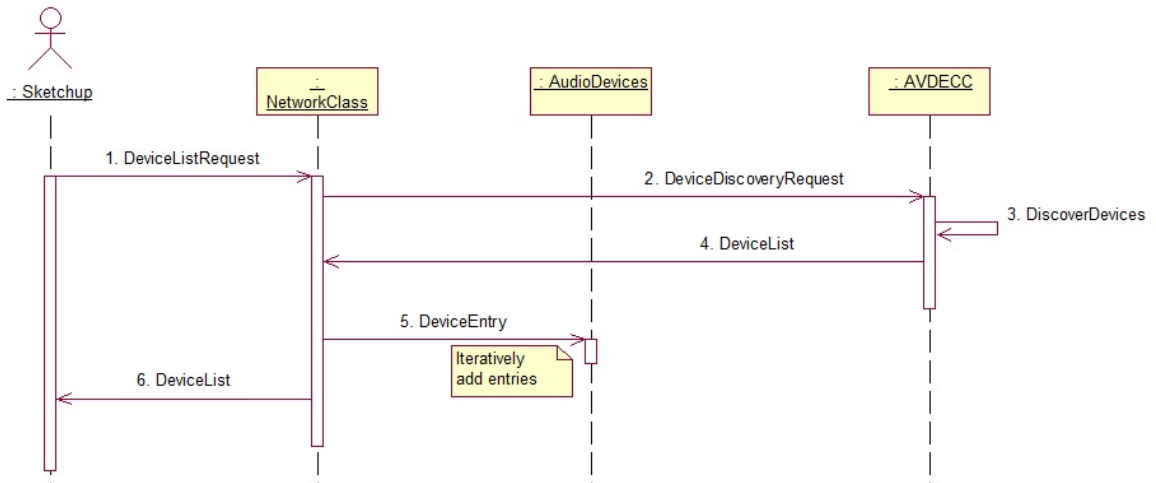 : Sketchup
:
NetworkClass
: AudioDevices
: AVDECC
1. DeviceListRequest
2. DeviceDiscoveryRequest
3. DiscoverDevices
4. DeviceList
5. DeviceEntry
Iteratively
add entries
6. DeviceList